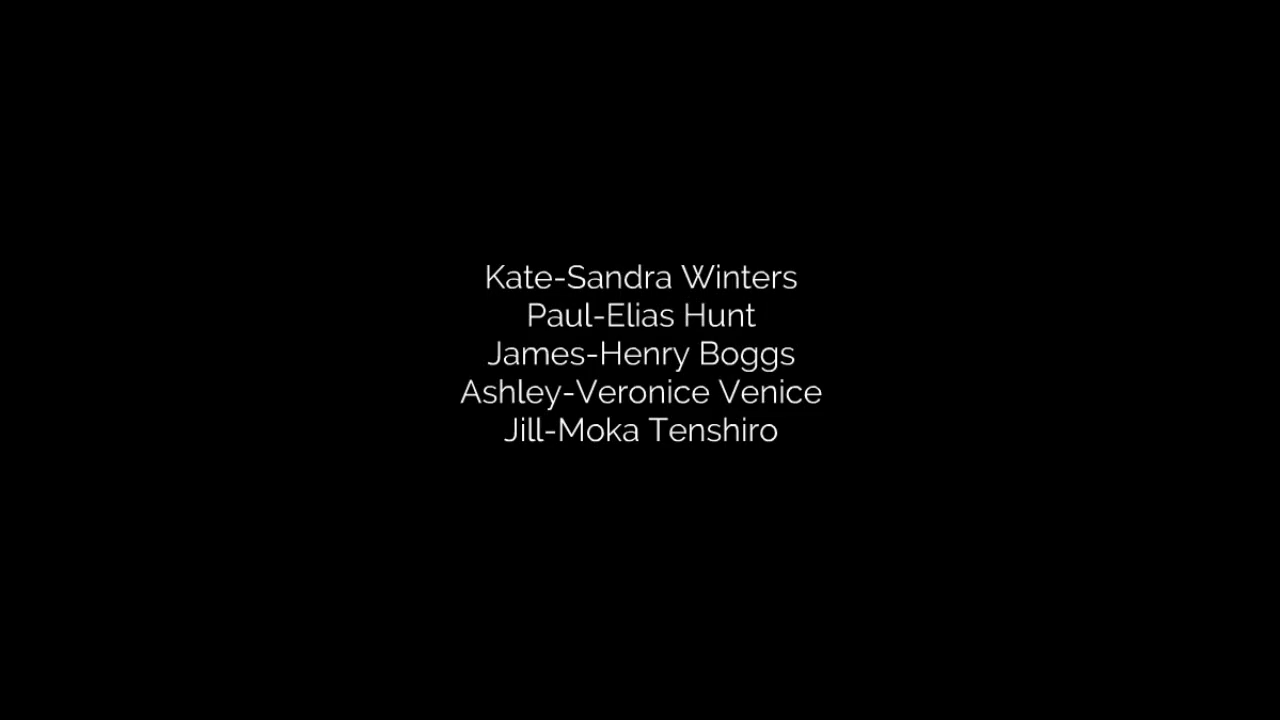 Kate-Sandra Winters
Paul-Elias Hunt
James-Henry Boggs
Ashley-Veronice Venice
Jill-Moka Tenshiro